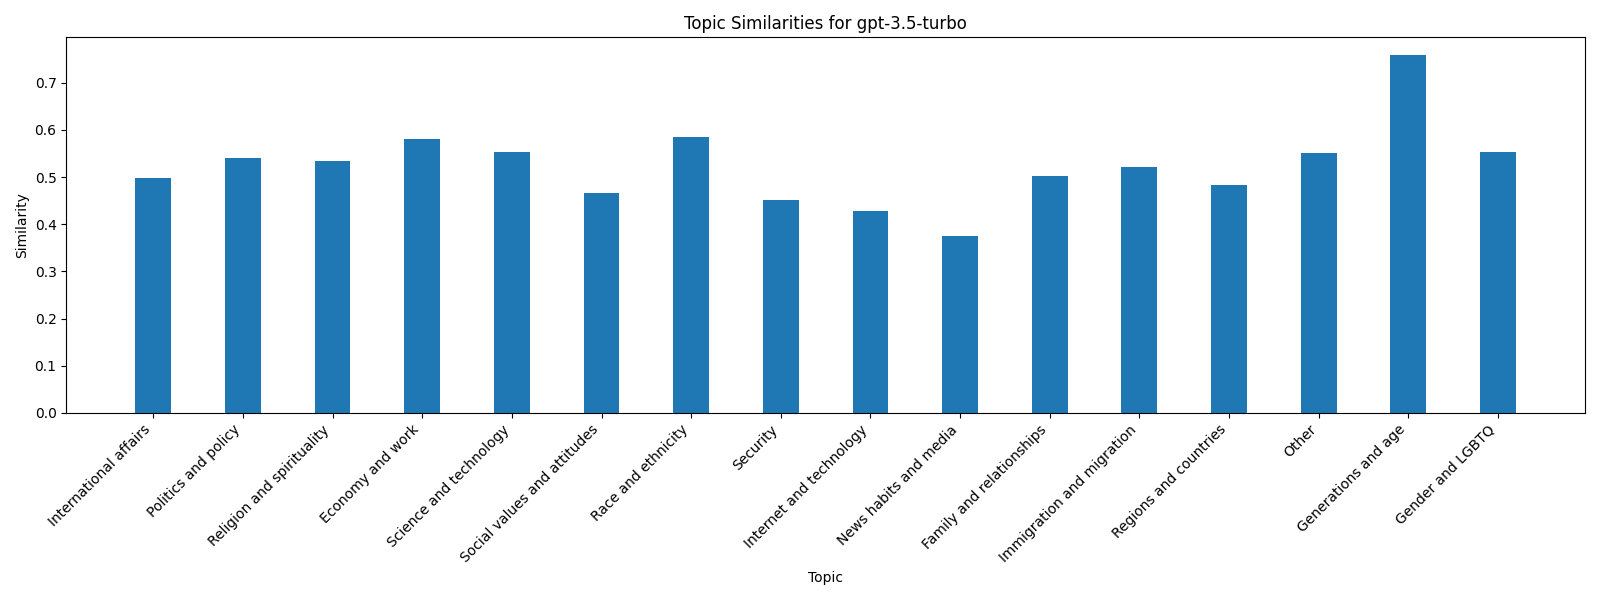 Topic Similarities for gpt-3.5-turbo
Similarity
0.7
0.6
0.5
0.4
0.3
0.2
0.1
0.0
International affairs
Politics and policy
Religion and spirituality
Economy and work
Science and technology
Social values and attitudes
Race and ethnicity
Security
Internet and technology
News habits and media
Family and relationships
Immigration and migration
Regions and countries
Other
Generations and age
Gender and LGBTQ
Topic